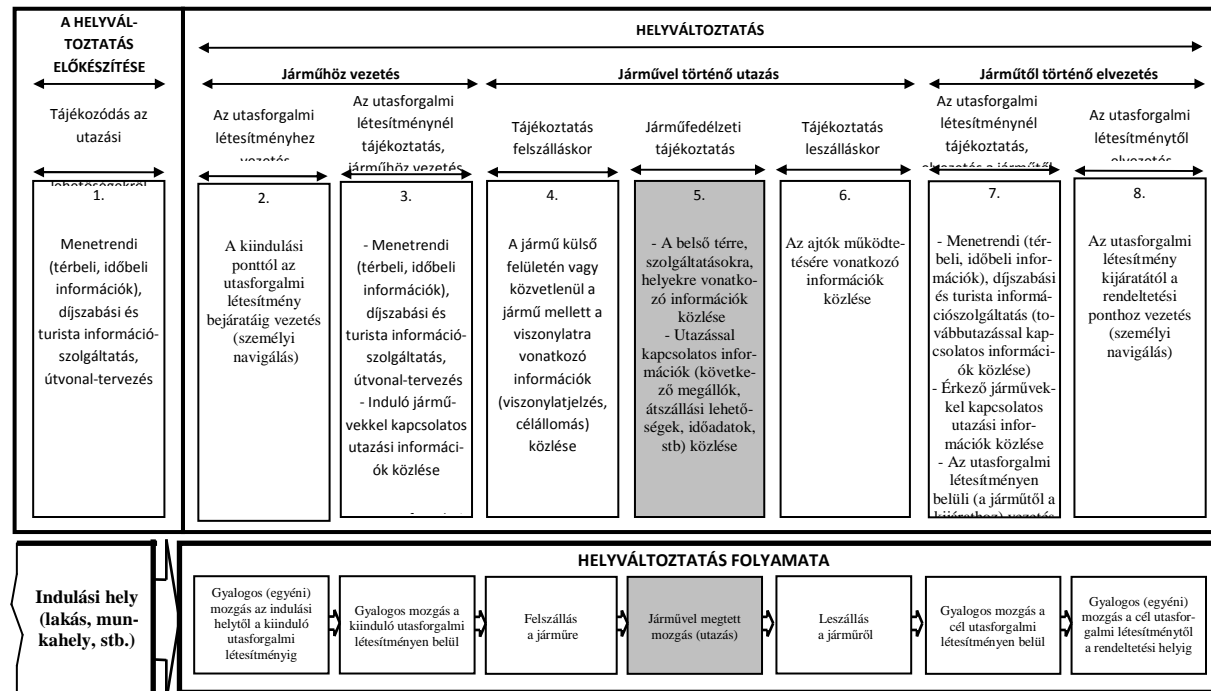 A HELYVÁL-
TOZTATÁS
ELŐKÉSZÍTÉSE
HELYVÁLTOZTATÁS
Járműhöz vezetés
Járművel történő utazás
Járműtől történő elvezetés
Tájékozódás az
utazási
lehetőségekről
Az utasforgalmi
létesítményhez
vezetés
Az utasforgalmi
létesítménynél
tájékoztatás,
járműhöz vezetés
Tájékoztatás
felszálláskor
Járműfedélzeti
tájékoztatás
Tájékoztatás
leszálláskor
Az utasforgalmi
létesítménynél
tájékoztatás,
elvezetés a járműtől
Az utasforgalmi
létesítménytől
elvezetés
1.
Menetrendi
(térbeli, időbeli
információk),
díjszabási és
turista információ-
szolgáltatás,
útvonal-tervezés
2.
A kiindulási
ponttól az
utasforgalmi
létesítmény
bejáratáig vezetés
(személyi
navigálás)
3.
- Menetrendi
(térbeli, időbeli
információk),
díjszabási és
turista információ-
szolgáltatás,
útvonal-tervezés
- Induló jármű-
vekkel kapcsolatos
utazási informáci-
ók közlése
4.
A jármű külső
felületén vagy
közvetlenül a
jármű mellett a
viszonylatra
vonatkozó
információk
(viszonylatjelzés,
célállomás)
közlése
5.
- A belső térre,
szolgáltatásokra,
helyekre vonatko-
zó információk
közlése
- Utazással
kapcsolatos infor-
mációk (követke-
ző megállók,
átszállási lehető-
ségek, időadatok,
stb) közlése
6.
Az ajtók működte-
tésére vonatkozó
információk
közlése
7.
- Menetrendi (tér-
beli, időbeli infor-
mációk), díjszabási
és turista informá-
ciószolgáltatás (to-
vábbutazással kap-
csolatos informáci-
ók közlése)
- Érkező járművek-
kel kapcsolatos
utazási infor-
mációk közlése
- Az utasforgalmi
létesítményen
belüli (a járműtől a
kijárathoz) vezetés
8.
Az utasforgalmi
létesítmény
kijáratától a
rendeltetési
ponthoz vezetés
(személyi
navigálás)
Indulási hely
(lakás, mun-
kahely, stb.)
HELYVÁLTOZTATÁS FOLYAMATA
Gyalogos (egyéni)
mozgás az indulási
helytől a kiinduló
utasforgalmi
létesítményig
Gyalogos mozgás a
kiinduló utasforgalmi
létesítményen belül
Felszállás
a járműre
Járművel megtett
mozgás (utazás)
Leszállás
a járműről
Gyalogos mozgás a
cél utasforgalmi
létesítményen belül
Gyalogos (egyéni)
mozgás a cél utasfor-
galmi létesítménytől
a rendeltetési helyig